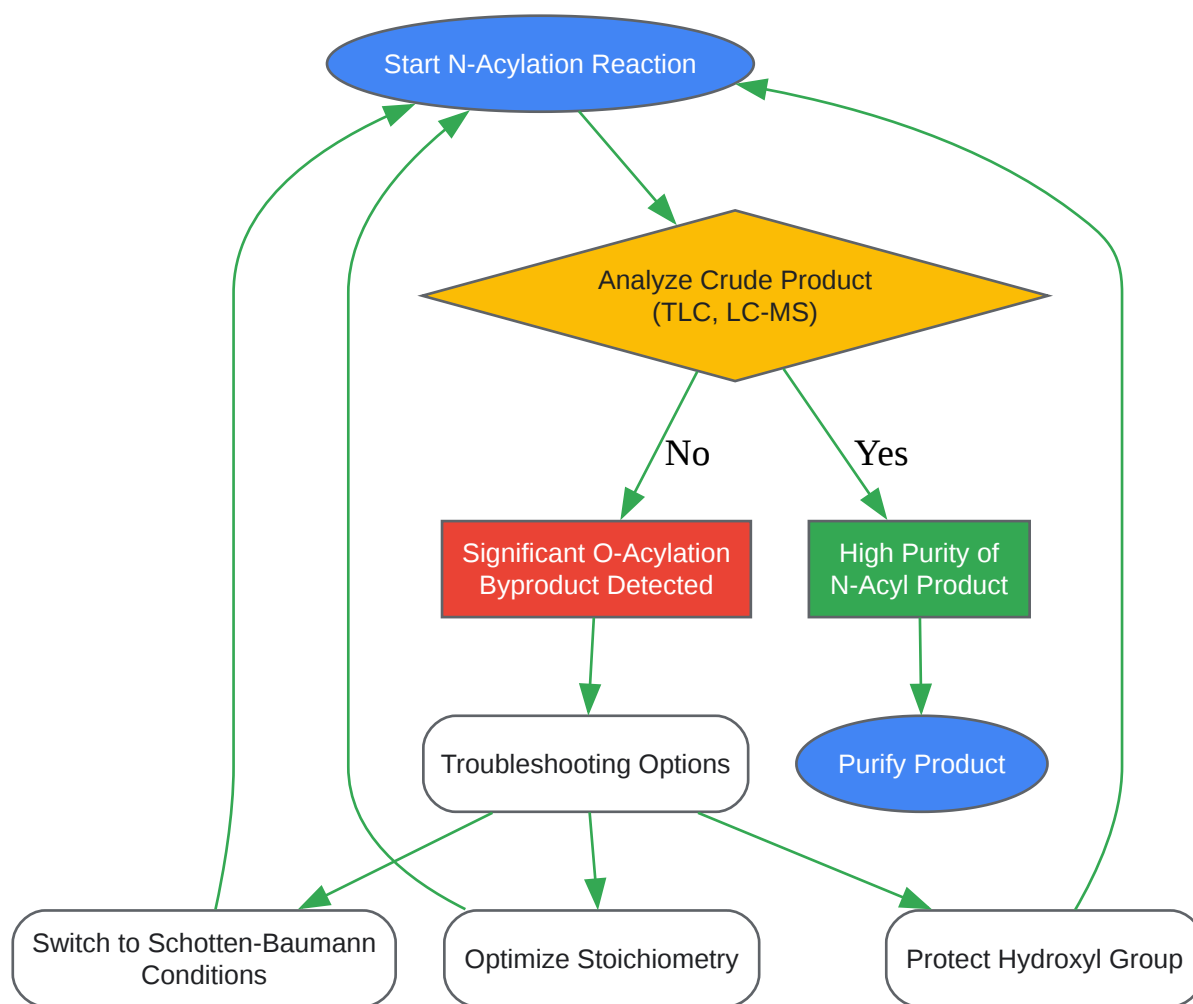 Start N-Acylation Reaction
Analyze Crude Product
(TLC, LC-MS)
No
Yes
Significant O-Acylation
Byproduct Detected
High Purity of
N-Acyl Product
Troubleshooting Options
Purify Product
Switch to Schotten-Baumann
Conditions
Optimize Stoichiometry
Protect Hydroxyl Group